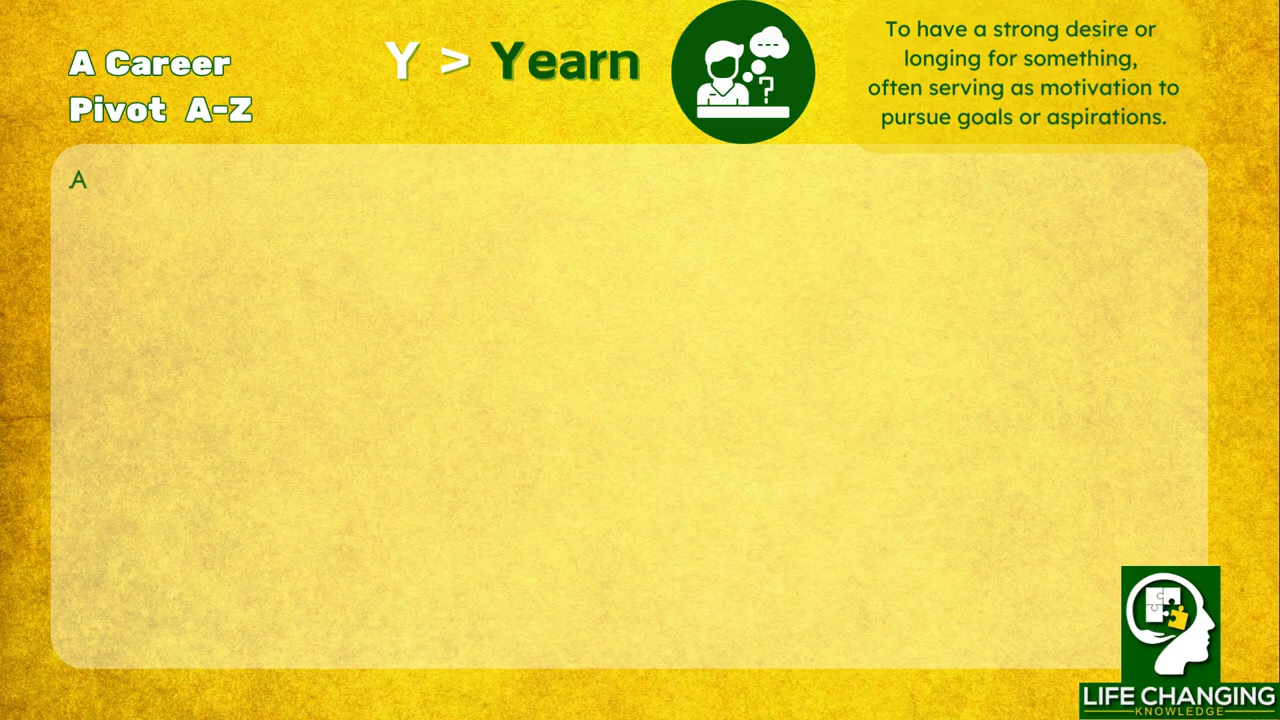 A Career
Pivot A-Z
Y > Yearn
To have a strong desire or
longing for something,
often serving as motivation to
pursue goals or aspirations.
A
LIFE CHANGING
KNOWLEDGE